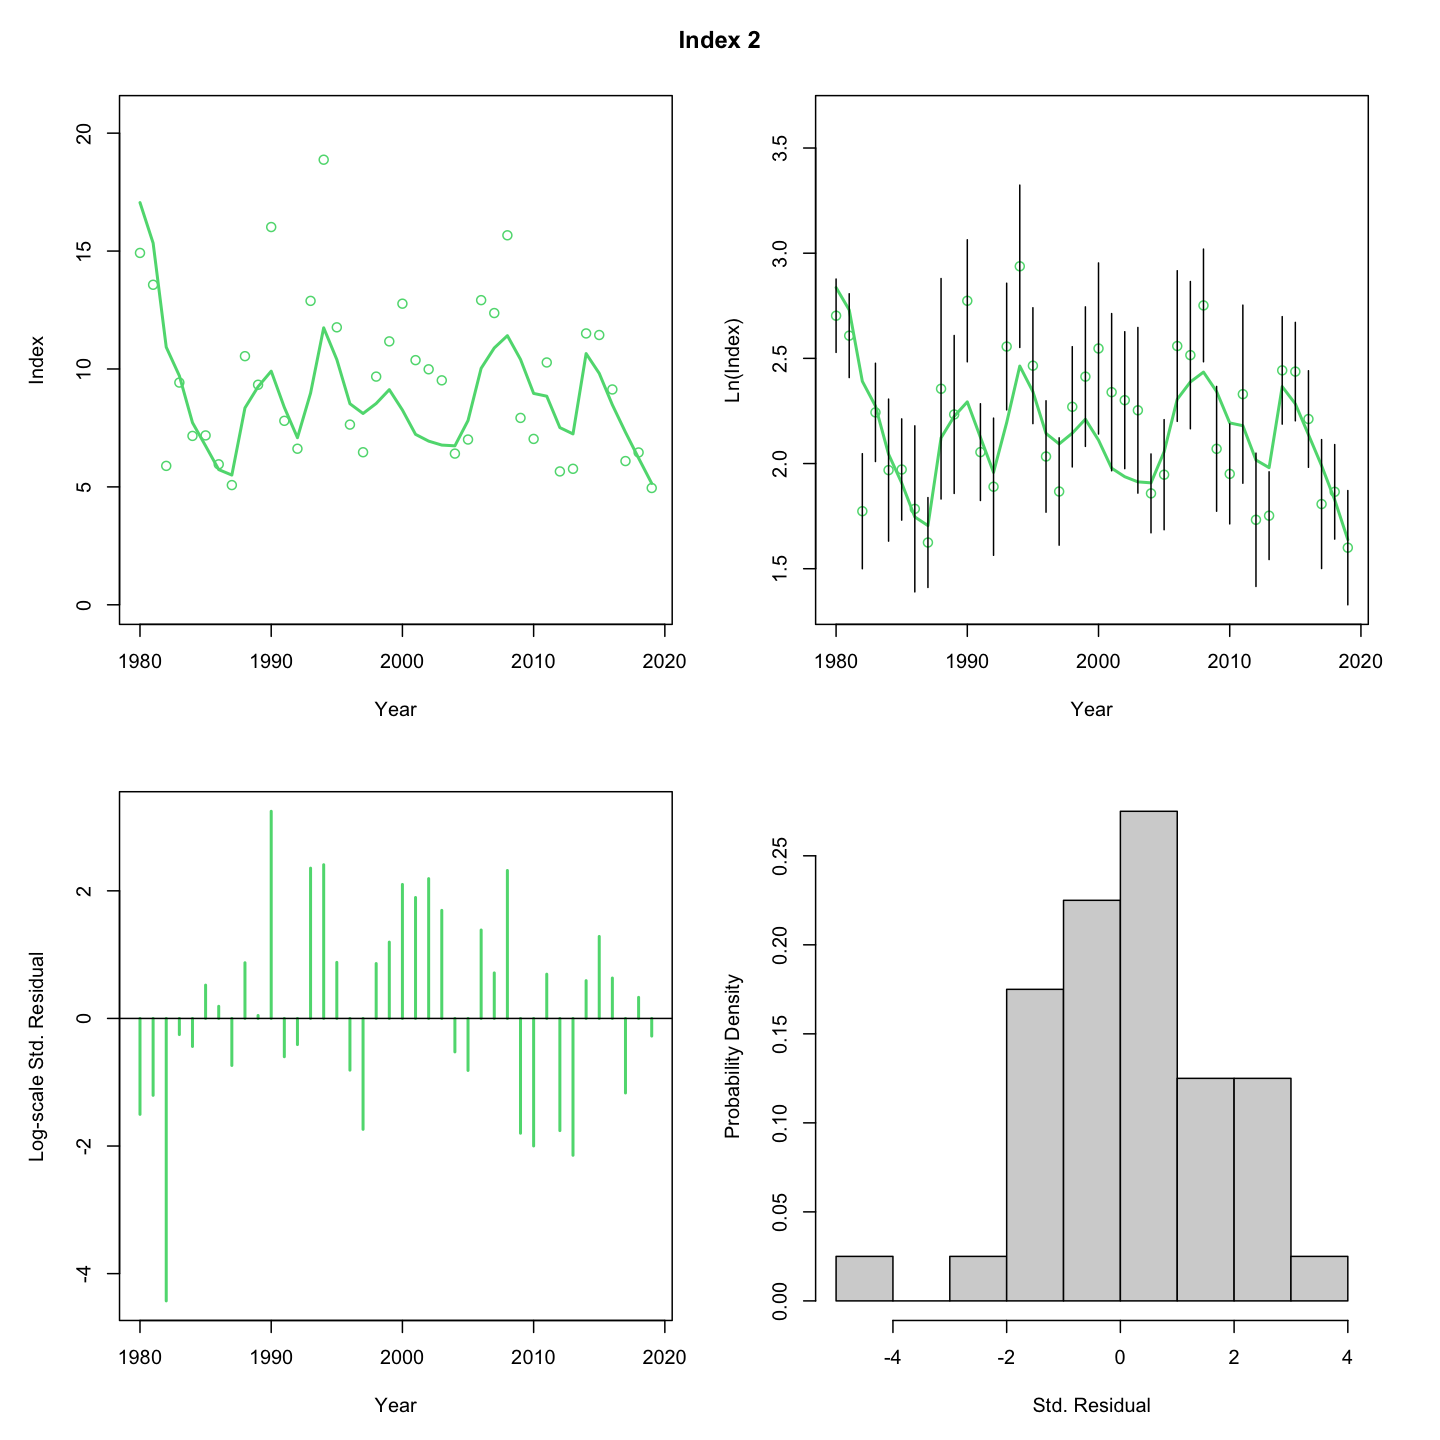 Index 2
Index
20
15
10
5
0
1980 1990 2000 2010 2020
Year
Ln(Index)
3.5
3.0
2.5
2.0
1.5
1980 1990 2000 2010 2020
Year
Log-scale Std. Residual
2
0
-2
-4
1980 1990 2000 2010 2020
Year
Probability Density
0.25
0.20
0.15
0.10
0.05
0.00
-4 -2 0 2 4
Std. Residual